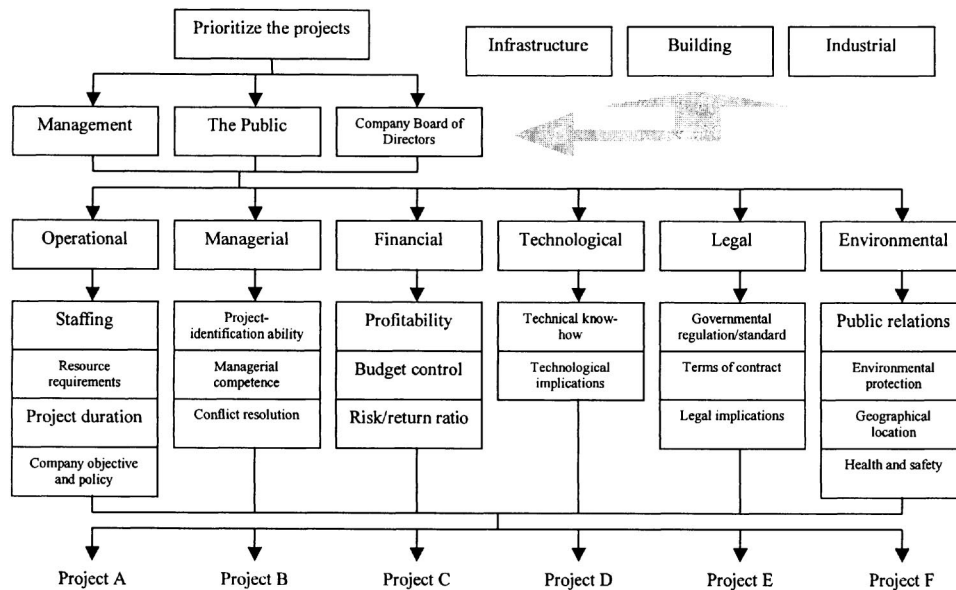 Prioritize the projects
Infrastructure
Building
Industrial
Management
The Public
Company Board of
Directors
Operational
Managerial
Financial
Technological
Legal
Environmental
Staffing
Resource
requirements
Project duration
Company objective
and policy
Project-
identification ability
Managerial
competence
Conflict resolution
Profitability
Budget control
Risk/return ratio
Technical know-
how
Technological
implications
Governmental
regulation/standard
Terms of contract
Legal implications
Public relations
Environmental
protection
Geographical
location
Health and safety
Project A
Project B
Project C
Project D
Project E
Project F